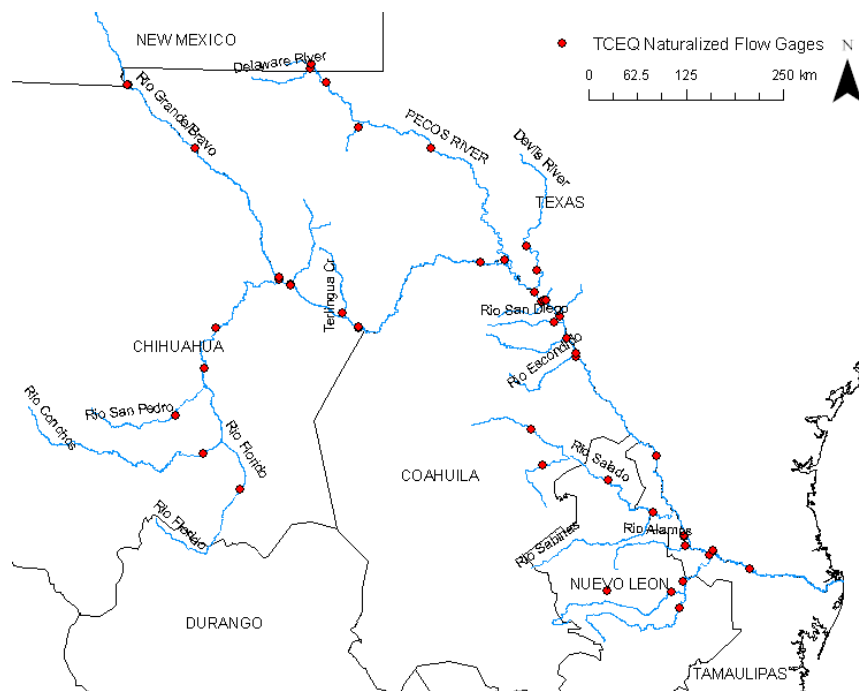 NEW MEXICO
TCEQ Naturalized Flow Gages
N
Delaware River
0 62.5 125 250 km
Rio Grande/Bravo
PECOS RIVER
Devils River
TEXAS
Terlingua Cr
Rio San Diego
CHIHUAHUA
Rio Escondido
Rio San Pedro
Rio Conchos
Rio Florido
COAHUILA
Rio Salado
Rio Florido
Rio Alamos
Rio Sabinas
NUEVO LEON
DURANGO
TAMAULIPAS